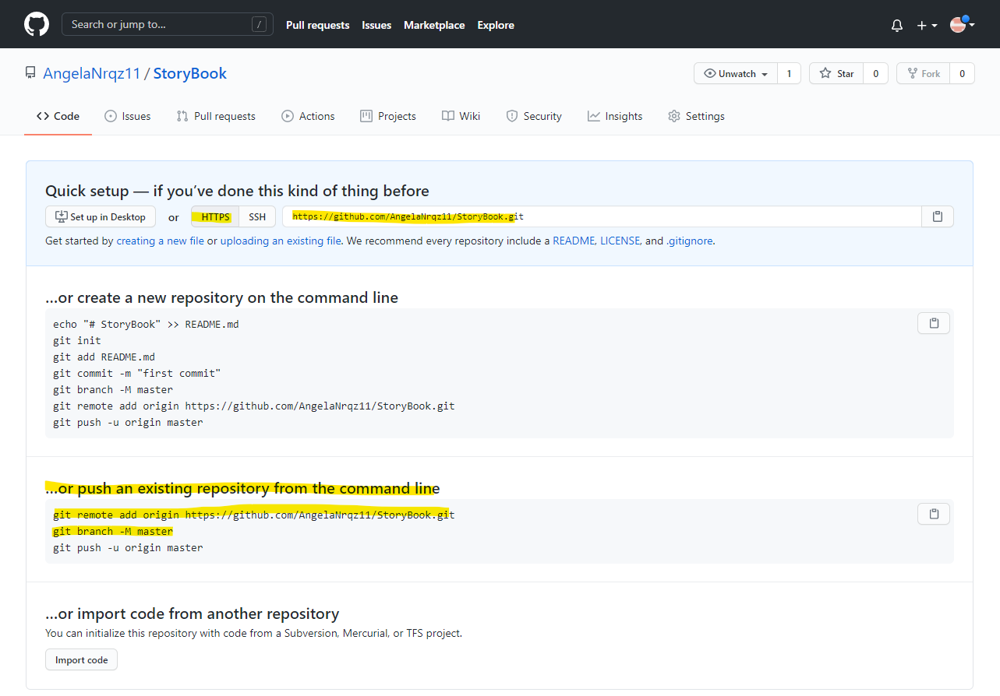 Search or jump to... /
Pull requests Issues Marketplace Explore
AngelaNrqz11 / StoryBook
Unwatch 1 Star 0 Fork 0
Code Issues Pull requests Actions Projects Wiki Security Insights Settings
Quick setup — if you’ve done this kind of thing before
Set up in Desktop or HTTPS SSH https://github.com/AngelaNrqz11/StoryBook.git
Get started by creating a new file or uploading an existing file. We recommend every repository include a README, LICENSE, and .gitignore.
…or create a new repository on the command line
echo "# StoryBook" >> README.md
git init
git add README.md
git commit -m "first commit"
git branch -M master
git remote add origin https://github.com/AngelaNrqz11/StoryBook.git
git push -u origin master
…or push an existing repository from the command line
git remote add origin https://github.com/AngelaNrqz11/StoryBook.git
git branch -M master
git push -u origin master
…or import code from another repository
You can initialize this repository with code from a Subversion, Mercurial, or TFS project.
Import code